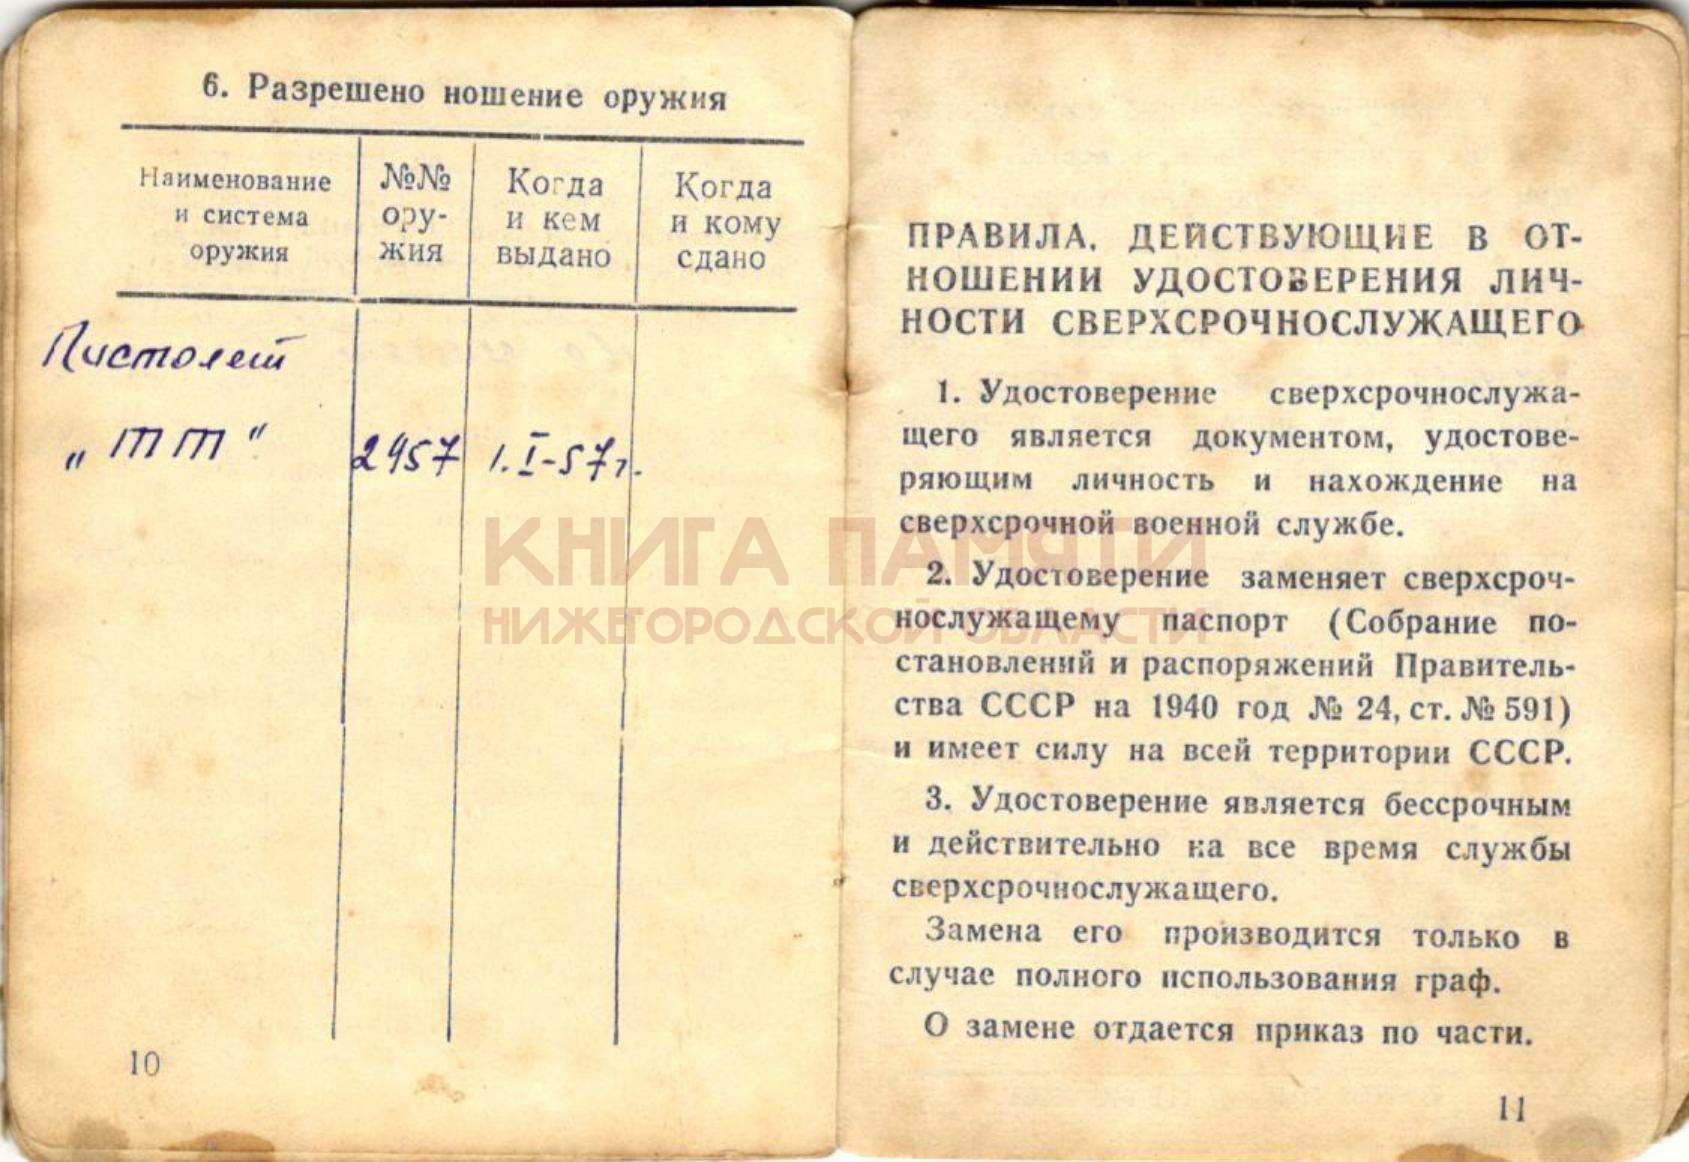 6. Разрешено ношение оружия
Наименование
и система
оружия
№№
ору-
жия
Когда
и кем
выдано
Когда
и кому
сдано
Пистолет
„ТТ“ 2457 1.I-57г.
10
ПРАВИЛА, ДЕЙСТВУЮЩИЕ В ОТ-
НОШЕНИИ УДОСТОВЕРЕНИЯ ЛИЧ-
НОСТИ СВЕРХСРОЧНОСЛУЖАЩЕГО
1. Удостоверение сверхсрочнослужа-
щего является документом, удостове-
ряющим личность и нахождение на
сверхсрочной военной службе.
2. Удостоверение заменяет сверхсроч-
нослужащему паспорт (Собрание по-
становлений и распоряжений Правитель-
ства СССР на 1940 год № 24, ст. № 591)
и имеет силу на всей территории СССР.
3. Удостоверение является бессрочным
и действительно на все время службы
сверхсрочнослужащего.
Замена его производится только в
случае полного использования граф.
О замене отдается приказ по части.
11
КНИГА ПАМЯТИ
НИЖЕГОРОДСКОЙ ОБЛАСТИ